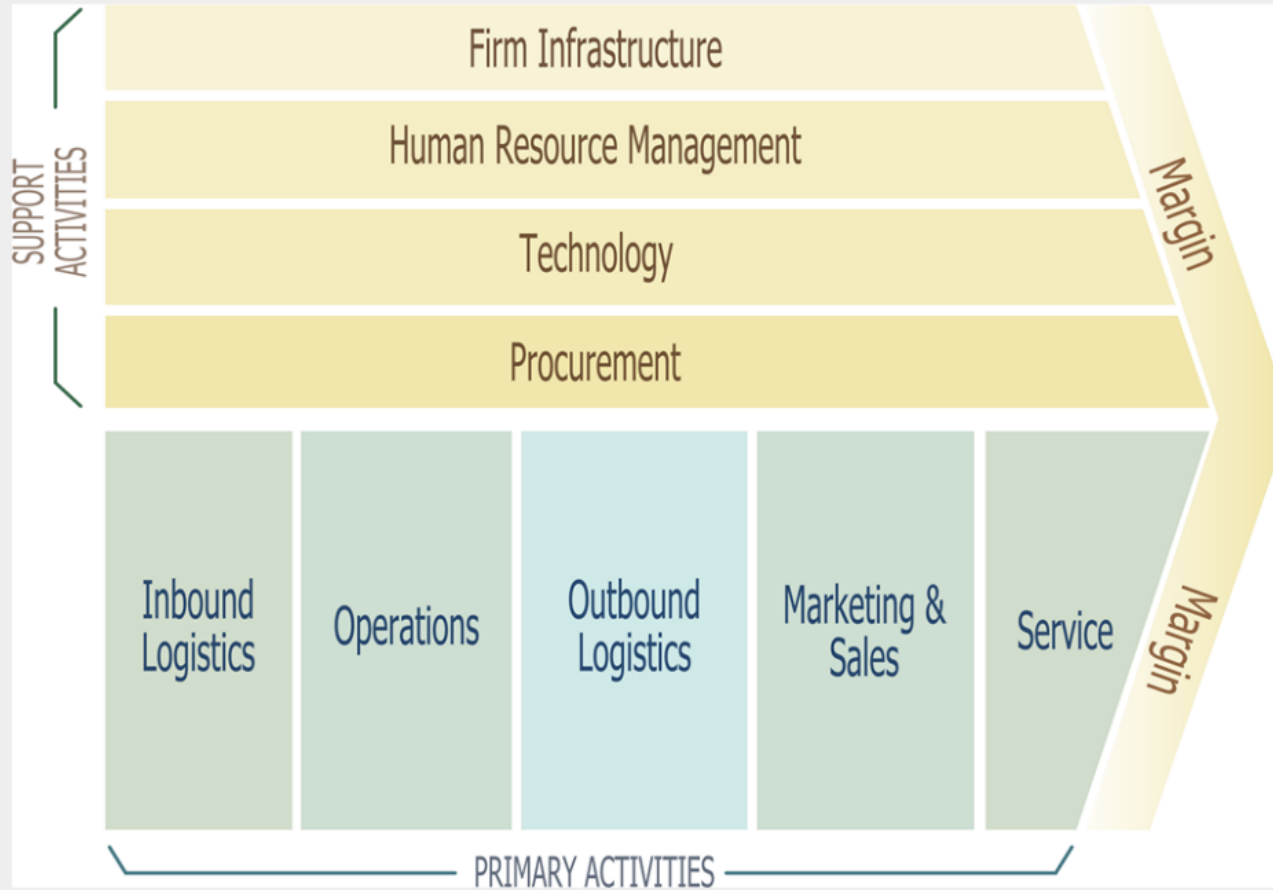 Firm Infrastructure
Human Resource Management
Technology
Procurement
SUPPORT
ACTIVITIES
Margin
Inbound
Logistics
Operations
Outbound
Logistics
Marketing &
Sales
Service
Margin
PRIMARY ACTIVITIES